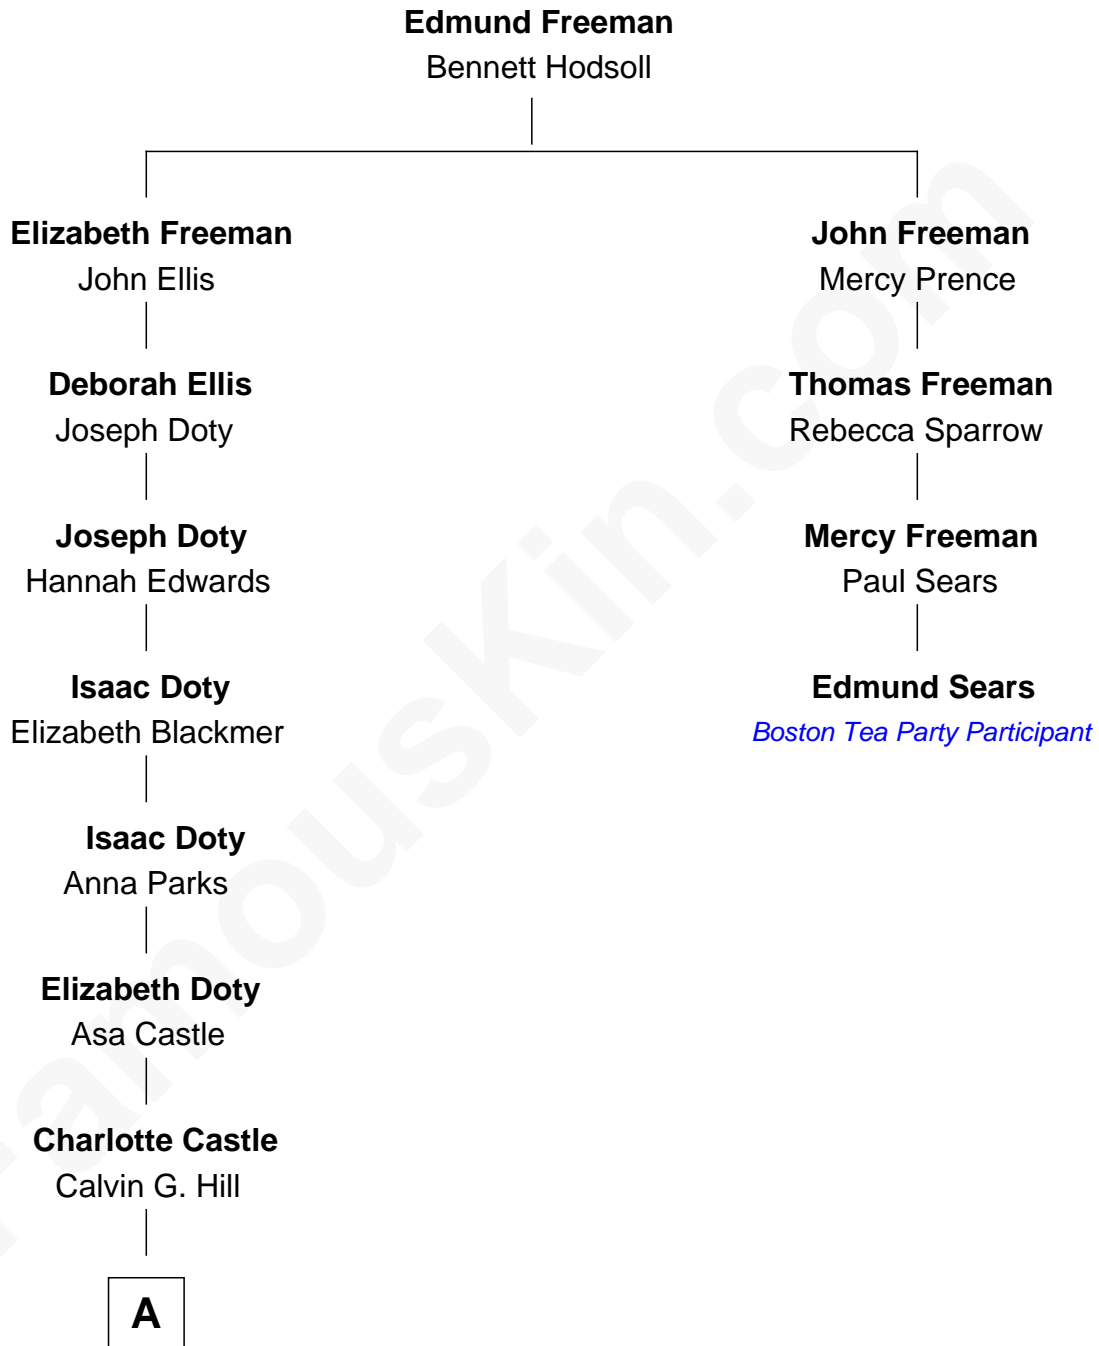 Edmund Freeman
Bennett Hodsoll
Elizabeth Freeman
John Ellis
John Freeman
Mercy Prence
Deborah Ellis
Joseph Doty
Thomas Freeman
Rebecca Sparrow
Joseph Doty
Hannah Edwards
Mercy Freeman
Paul Sears
Isaac Doty
Elizabeth Blackmer
Edmund Sears
Boston Tea Party Participant
Isaac Doty
Anna Parks
Elizabeth Doty
Asa Castle
Charlotte Castle
Calvin G. Hill
A
FamousKin.com